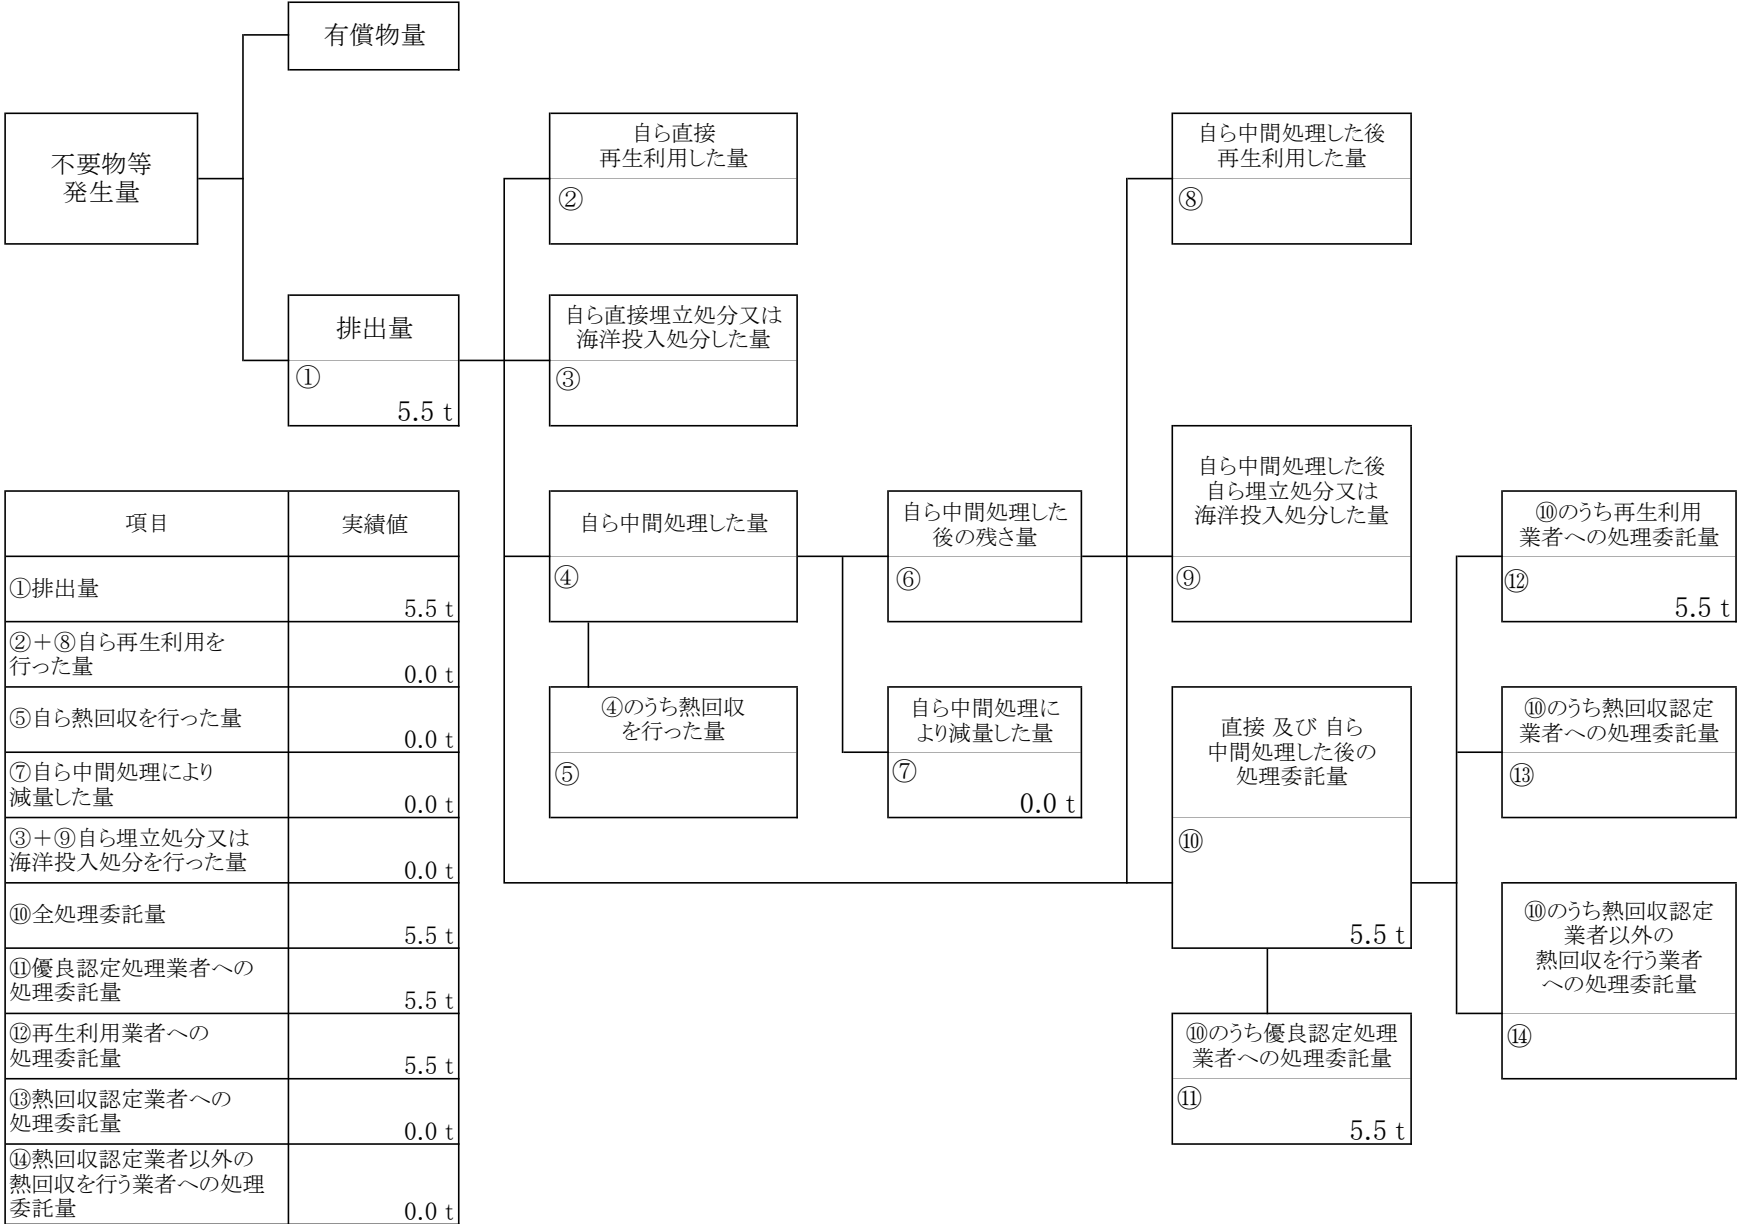 有償物量
不要物等
発生量
自ら直接
再生利用した量
②
自ら中間処理した後
再生利用した量
⑧
排出量
①
5.5 t
自ら直接埋立処分又は
海洋投入処分した量
③
自ら中間処理した量
④
自ら中間処理した
後の残さ量
⑥
自ら中間処理した後
自ら埋立処分又は
海洋投入処分した量
⑨
⑩のうち再生利用
業者への処理委託量
⑫
5.5 t
④のうち熱回収
を行った量
⑤
自ら中間処理に
より減量した量
⑦
0.0 t
直接 及び 自ら
中間処理した後の
処理委託量
⑩
5.5 t
⑩のうち熱回収認定
業者への処理委託量
⑬
⑩のうち熱回収認定
業者以外の
熱回収を行う業者
への処理委託量
⑭
⑩のうち優良認定処理
業者への処理委託量
⑪
5.5 t
項目 実績値
①排出量
5.5 t
②＋⑧自ら再生利用を
行った量
0.0 t
⑤自ら熱回収を行った量
0.0 t
⑦自ら中間処理により
減量した量
0.0 t
③＋⑨自ら埋立処分又は
海洋投入処分を行った量
0.0 t
⑩全処理委託量
5.5 t
⑪優良認定処理業者への
処理委託量
5.5 t
⑫再生利用業者への
処理委託量
5.5 t
⑬熱回収認定業者への
処理委託量
0.0 t
⑭熱回収認定業者以外の
熱回収を行う業者への処理
委託量
0.0 t